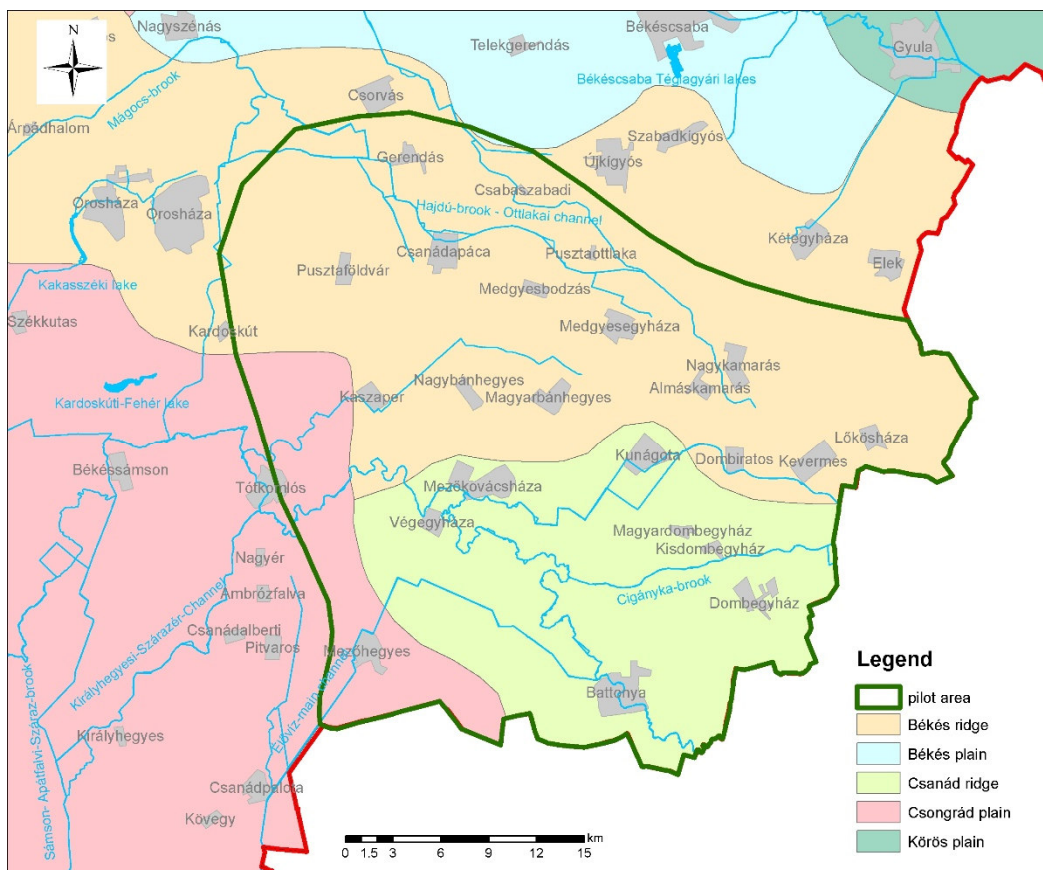 N
Nagyszénás
Telekgerendás
Békéscsaba
Gyula
Békéscsaba Téglagyári lakes
Mágocs-brook
Csorvás
Árpádhalom
Szabadkígyós
Újkígyós
Gerendás
Csabaszabadi
Orosháza
Orosháza
Hajdú-brook - Ottlakai channel
Kétegyháza
Csanádapáca
Pusztaottlaka
Elek
Pusztaföldvár
Kakasszéki lake
Medgyesbodzás
Székkutas
Kardoskút
Medgyesegyháza
Nagykamarás
Kardoskúti-Fehér lake
Kaszaper
Nagybánhegyes
Magyarbánhegyes
Almáskamarás
Lőkösháza
Békéssámson
Kunágota
Dombiratos
Kevermes
Tótkomlós
Mezőkovácsháza
Végegyháza
Magyardombegyház
Kisdombegyház
Nagyér
Ambrózfalva
Cigányka-brook
Dombegyház
Csanádalberti
Pitvaros
Királyhegyesi-Szárazér-Channel
Mezőhegyes
Battonya
Élővíz-main channel
Királyhegyes
Sámson- Apátfalvi-Száraz-brook
Csanádpalota
Kövegy
km
0 1.5 3 6 9 12 15
Legend
pilot area
Békés ridge
Békés plain
Csanád ridge
Csongrád plain
Körös plain